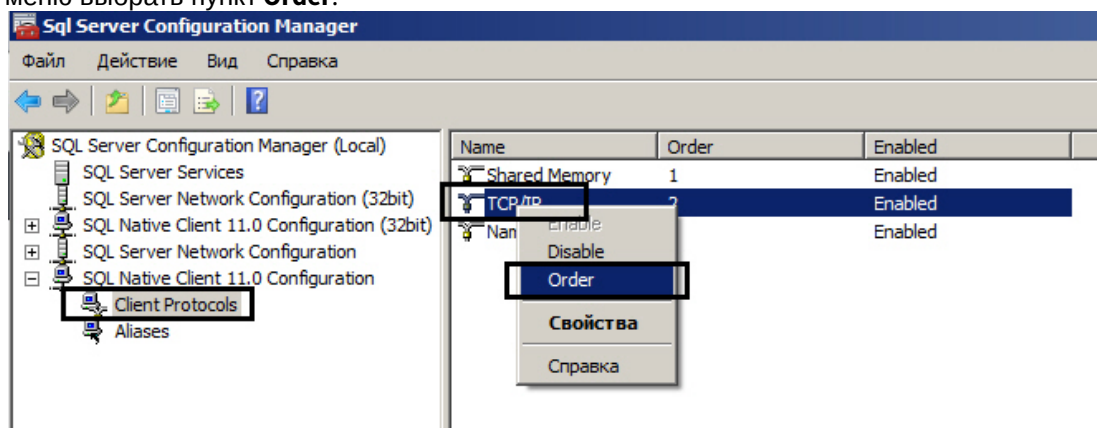 меню выбрать пункт Order.
Sql Server Configuration Manager
Файл Действие Вид Справка
SQL Server Configuration Manager (Local)
SQL Server Services
SQL Server Network Configuration (32bit)
SQL Native Client 11.0 Configuration (32bit)
SQL Server Network Configuration
SQL Native Client 11.0 Configuration
Client Protocols
Aliases
Name Order Enabled
Shared Memory 1 Enabled
TCP/IP 2 Enabled
Nam Enabled
Enable
Disable
Order
Свойства
Справка